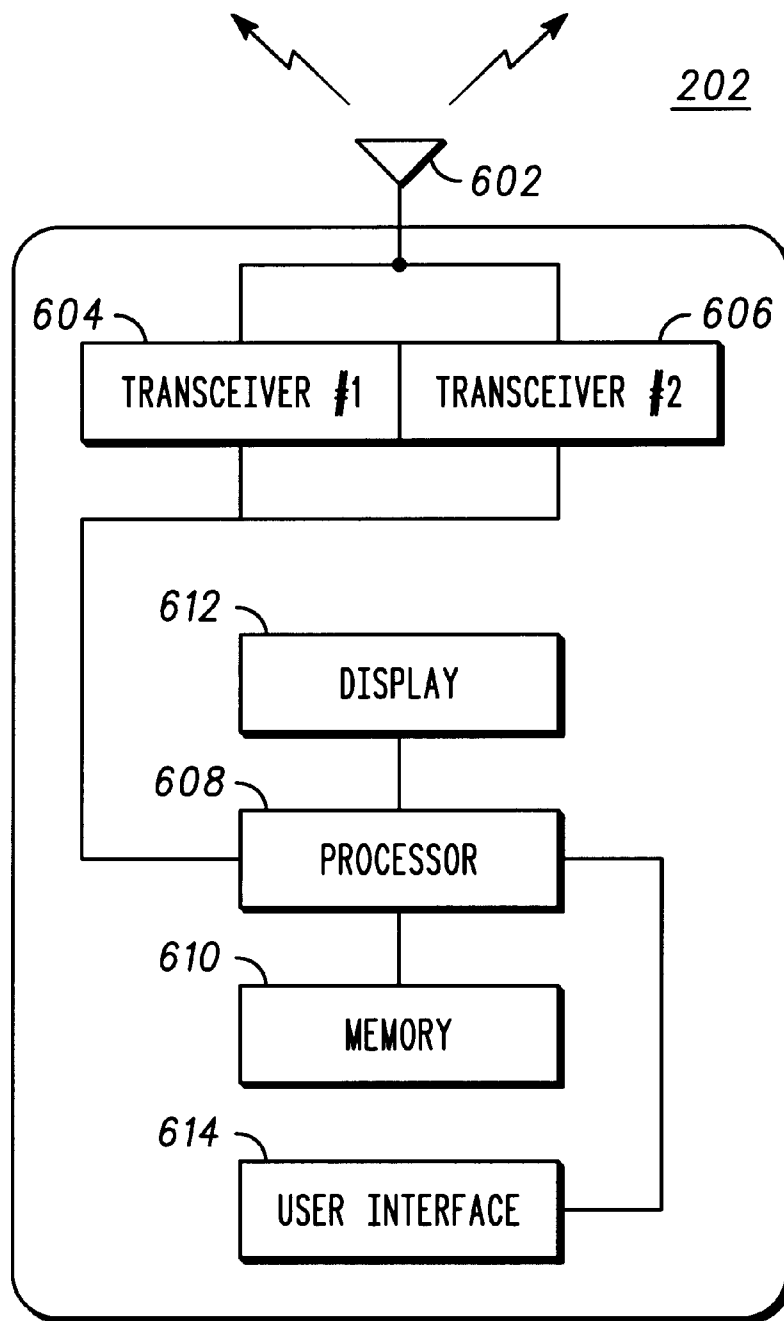 202
602
604
606
TRANSCEIVER #1
TRANSCEIVER #2
612
DISPLAY
608
PROCESSOR
610
MEMORY
614
USER INTERFACE